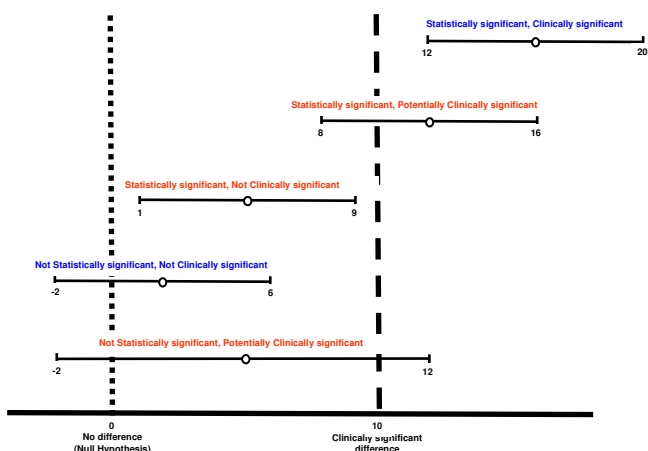 Statistically significant, Clinically significant
12 20
Statistically significant, Potentially Clinically significant
8 16
Statistically significant, Not Clinically significant
1 9
Not Statistically significant, Not Clinically significant
-2 6
Not Statistically significant, Potentially Clinically significant
-2 12
0 10
No difference Clinically significant
(Null Hypothesis) difference